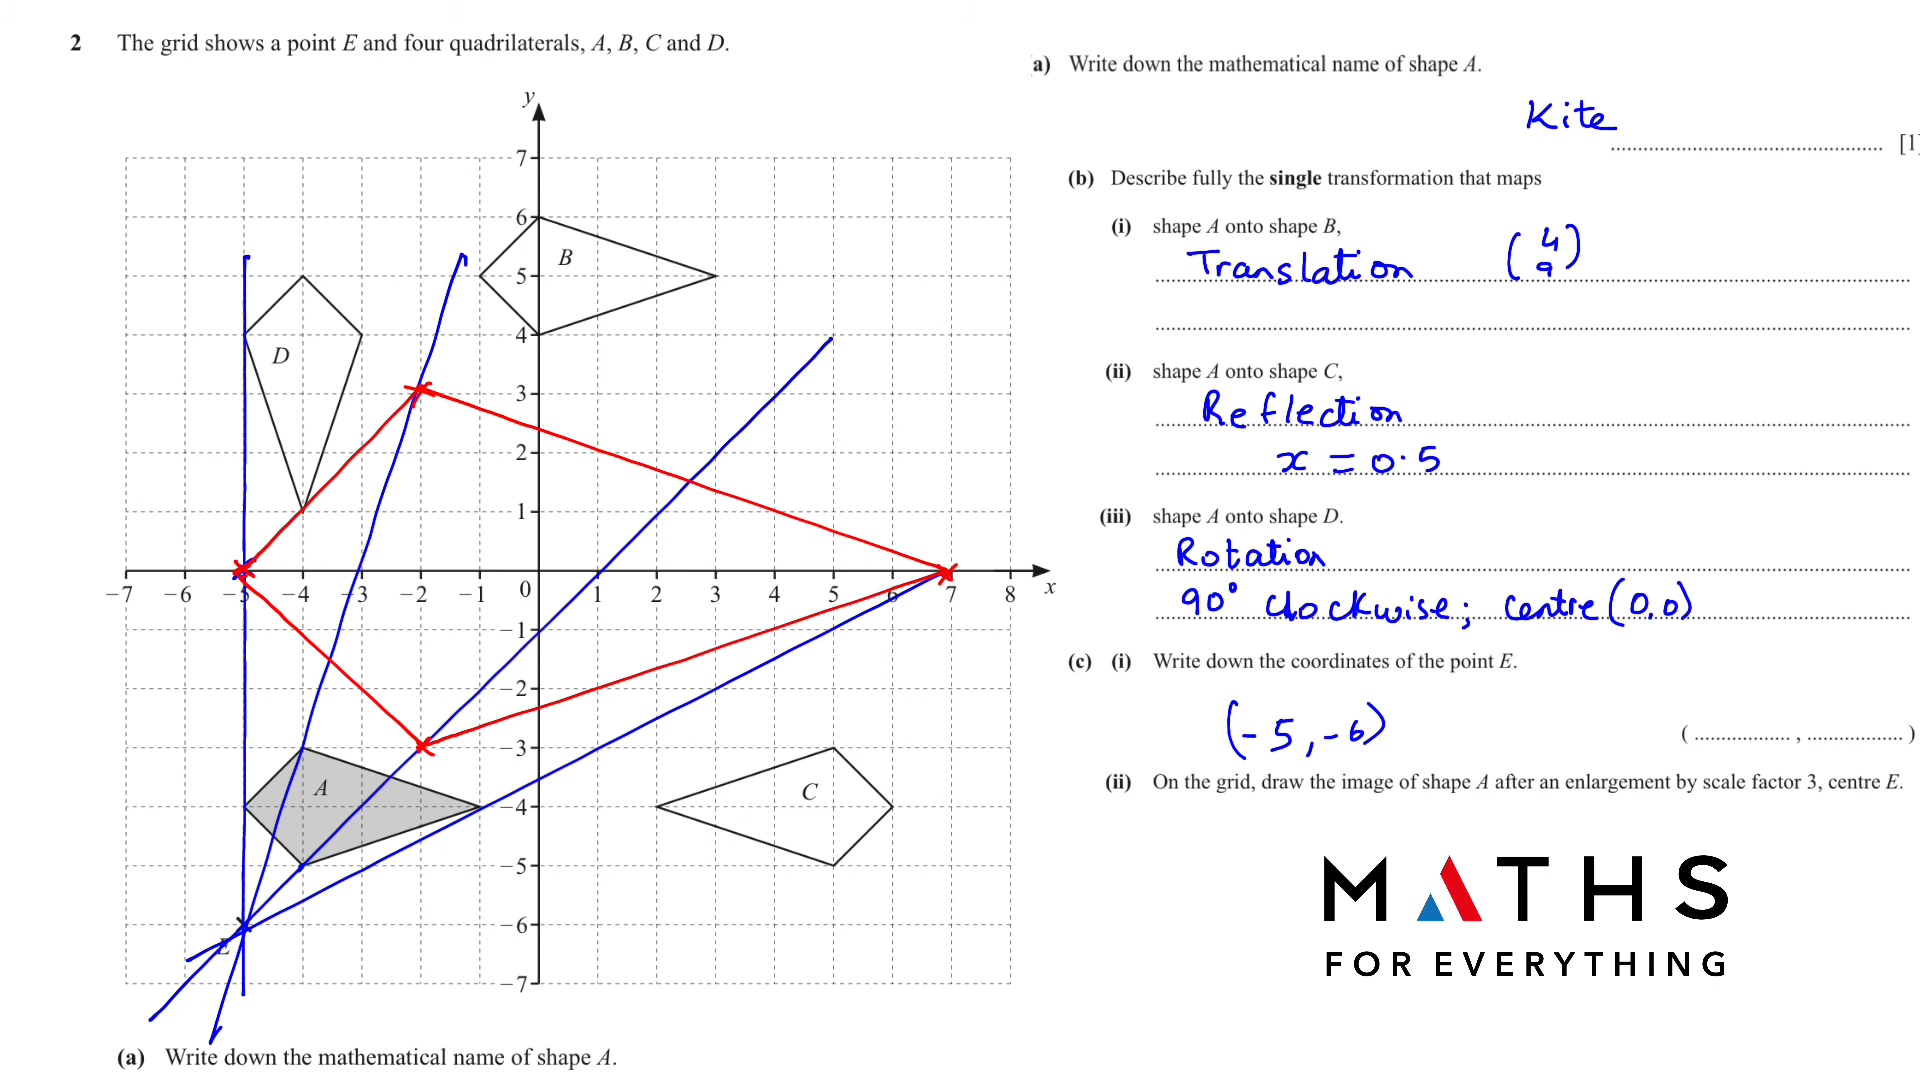 2 The grid shows a point E and four quadrilaterals, A, B, C and D.
y
7
6
5
4
3
2
1
B
D
−7 −6 −5 −4 −3 −2 −1 0 1 2 3 4 5 6 7 8 x
−1
−2
−3
−4
−5
−6
−7
A
C
E
(a) Write down the mathematical name of shape A.
a) Write down the mathematical name of shape A.
Kite
[1]
(b) Describe fully the single transformation that maps
(i) shape A onto shape B,
Translation (4
9)
(ii) shape A onto shape C,
Reflection
x = 0.5
(iii) shape A onto shape D.
Rotation
90° clockwise; centre (0,0)
(c) (i) Write down the coordinates of the point E.
(-5,-6)
( .................. , .................. )
(ii) On the grid, draw the image of shape A after an enlargement by scale factor 3, centre E.
MATHS
FOR EVERYTHING